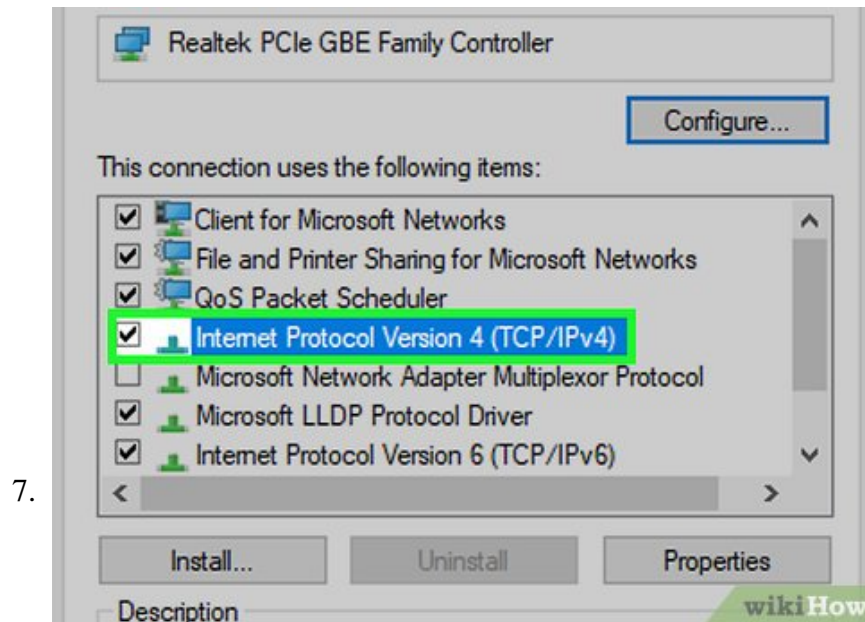 Realtek PCIe GBE Family Controller
Configure...
This connection uses the following items:
Client for Microsoft Networks
File and Printer Sharing for Microsoft Networks
QoS Packet Scheduler
Internet Protocol Version 4 (TCP/IPv4)
Microsoft Network Adapter Multiplexor Protocol
Microsoft LLDP Protocol Driver
Internet Protocol Version 6 (TCP/IPv6)
7.
Install... Uninstall Properties
Description
wikiHow